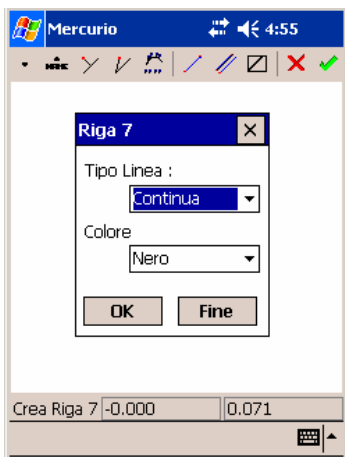 Mercurio 4:55
Riga 7
Tipo Linea :
Continua
Colore
Nero
OK Fine
Crea Riga 7 -0.000 0.071